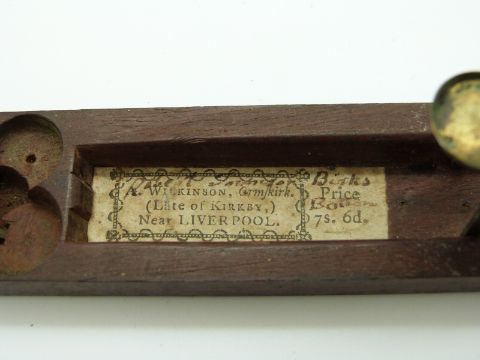 A. WILKINSON, Ormſkirk.
(Late of KIRKBY,)
Near LIVERPOOL.
Price
7s. 6d.